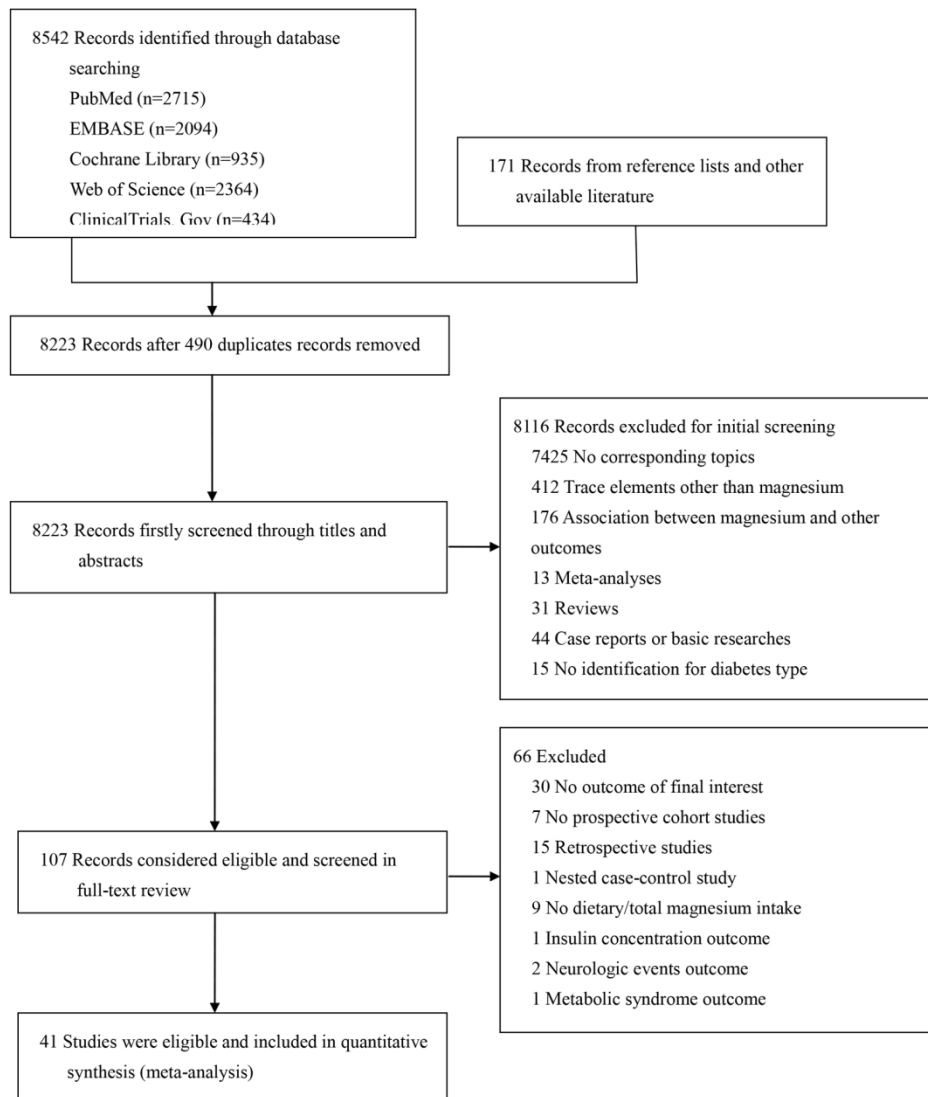 8542 Records identified through database
searching
PubMed (n=2715)
EMBASE (n=2094)
Cochrane Library (n=935)
Web of Science (n=2364)
ClinicalTrials. Gov (n=434)
171 Records from reference lists and other
available literature
8223 Records after 490 duplicates records removed
8223 Records firstly screened through titles and
abstracts
8116 Records excluded for initial screening
7425 No corresponding topics
412 Trace elements other than magnesium
176 Association between magnesium and other
outcomes
13 Meta-analyses
31 Reviews
44 Case reports or basic researches
15 No identification for diabetes type
107 Records considered eligible and screened in
full-text review
66 Excluded
30 No outcome of final interest
7 No prospective cohort studies
15 Retrospective studies
1 Nested case-control study
9 No dietary/total magnesium intake
1 Insulin concentration outcome
2 Neurologic events outcome
1 Metabolic syndrome outcome
41 Studies were eligible and included in quantitative
synthesis (meta-analysis)